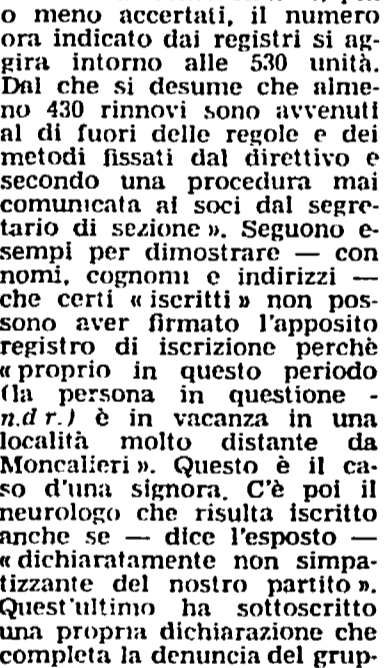 o meno accertati, il numero
ora indicato dai registri si ag-
gira intorno alle 530 unità.
Dal che si desume che alme-
no 430 rinnovi sono avvenuti
al di fuori delle regole e dei
metodi fissati dal direttivo e
secondo una procedura mai
comunicata ai soci dal segre-
tario di sezione ». Seguono e-
sempi per dimostrare — con
nomi, cognomi e indirizzi —
che certi « iscritti » non pos-
sono aver firmato l'apposito
registro di iscrizione perchè
« proprio in questo periodo
(la persona in questione -
n.d.r.) è in vacanza in una
località molto distante da
Moncalieri ». Questo è il ca-
so d'una signora. C'è poi il
neurologo che risulta iscritto
anche se — dice l'esposto —
« dichiaratamente non simpa-
tizzante del nostro partito ».
Quest'ultimo ha sottoscritto
una propria dichiarazione che
completa la denuncia del grup-